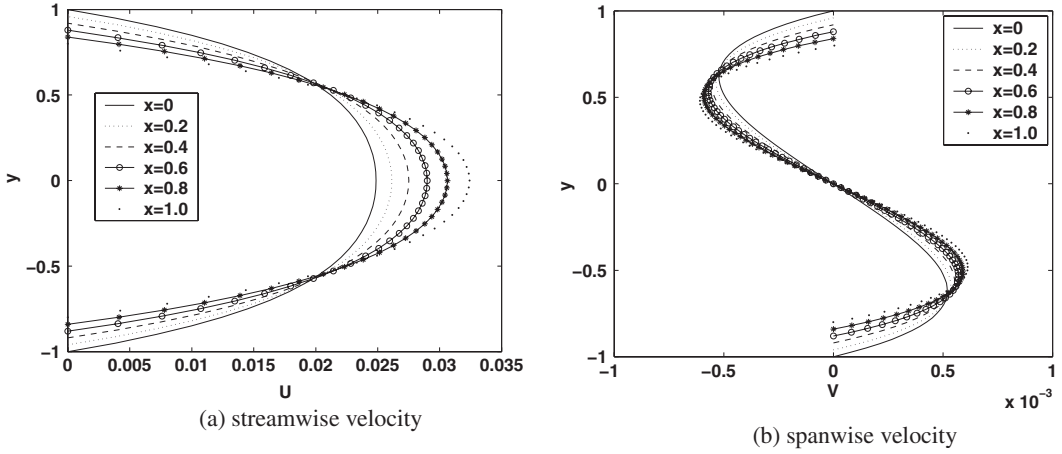 1
0.5
0
−0.5
−1
y
x=0
x=0.2
x=0.4
x=0.6
x=0.8
x=1.0
0 0.005 0.01 0.015 0.02 0.025 0.03 0.035
U
(a) streamwise velocity
1
0.5
0
−0.5
−1
y
x=0
x=0.2
x=0.4
x=0.6
x=0.8
x=1.0
−1 −0.5 0 0.5 1
V
x 10⁻³
(b) spanwise velocity